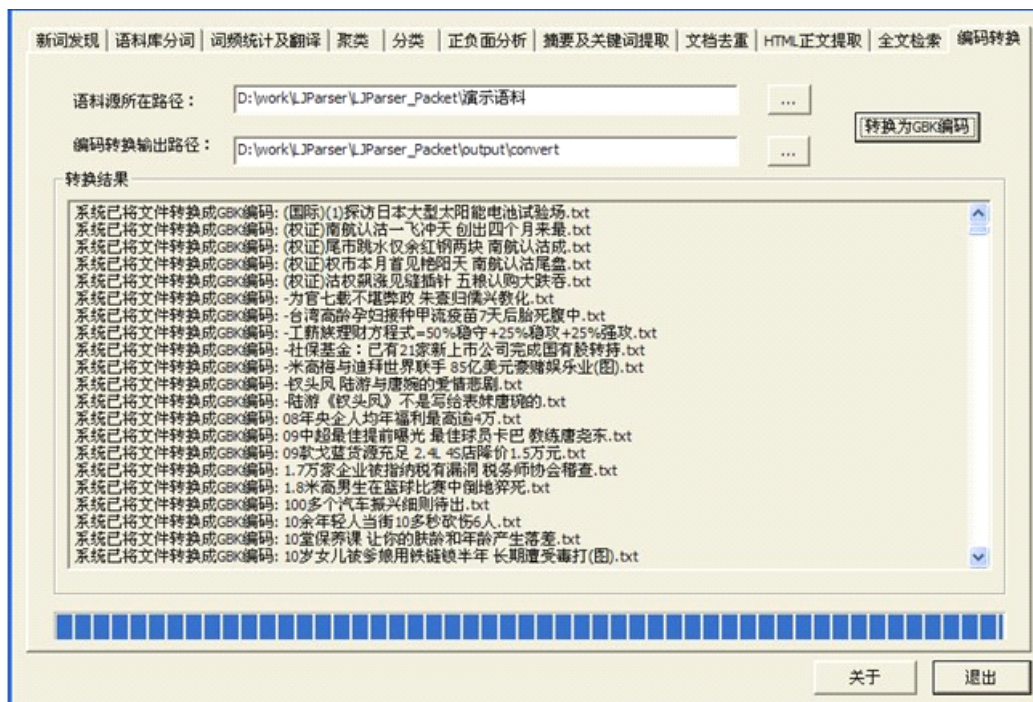 新词发现 语料库分词 词频统计及翻译 聚类 分类 正负面分析 摘要及关键词提取 文档去重 HTML正文提取 全文检索 编码转换
语料源所在路径： D:\work\LJParser\LJParser_Packet\演示语料 ...
转换为GBK编码
编码转换输出路径： D:\work\LJParser\LJParser_Packet\output\convert ...
转换结果
系统已将文件转换成GBK编码: (国际)(1)探访日本大型太阳能电池试验场.txt
系统已将文件转换成GBK编码: (权证)南航认沽一飞冲天 创出四个月来最.txt
系统已将文件转换成GBK编码: (权证)尾市跳水仅余红钢两块 南航认沽成.txt
系统已将文件转换成GBK编码: (权证)权市本月首见艳阳天 南航认沽尾盘.txt
系统已将文件转换成GBK编码: (权证)沽权飙涨见缝插针 五粮认购大跌吞.txt
系统已将文件转换成GBK编码: -为官七载不堪弊政 朱熹归儒兴教化.txt
系统已将文件转换成GBK编码: -台湾高龄孕妇接种甲流疫苗7天后胎死腹中.txt
系统已将文件转换成GBK编码: -工薪族理财方程式=50%稳守+25%稳攻+25%强攻.txt
系统已将文件转换成GBK编码: -社保基金：已有21家新上市公司完成国有股转持.txt
系统已将文件转换成GBK编码: -米高梅与迪拜世界联手 85亿美元豪赌娱乐业(图).txt
系统已将文件转换成GBK编码: -钗头凤 陆游与唐婉的爱情悲剧.txt
系统已将文件转换成GBK编码: -陆游《钗头凤》不是写给表妹唐琬的.txt
系统已将文件转换成GBK编码: 08年央企人均年福利最高逾4万.txt
系统已将文件转换成GBK编码: 09中超最佳提前曝光 最佳球员卡巴 教练唐尧东.txt
系统已将文件转换成GBK编码: 09款戈蓝货源充足 2.4L 4S店降价1.5万元.txt
系统已将文件转换成GBK编码: 1.7万家企业被指纳税有漏洞 税务师协会稽查.txt
系统已将文件转换成GBK编码: 1.8米高男生在篮球比赛中倒地猝死.txt
系统已将文件转换成GBK编码: 100多个汽车振兴细则待出.txt
系统已将文件转换成GBK编码: 10余年轻人当街10多秒砍伤6人.txt
系统已将文件转换成GBK编码: 10堂保养课 让你的肤龄和年龄产生落差.txt
系统已将文件转换成GBK编码: 10岁女儿被爹娘用铁链锁半年 长期遭受毒打(图).txt
关于 退出